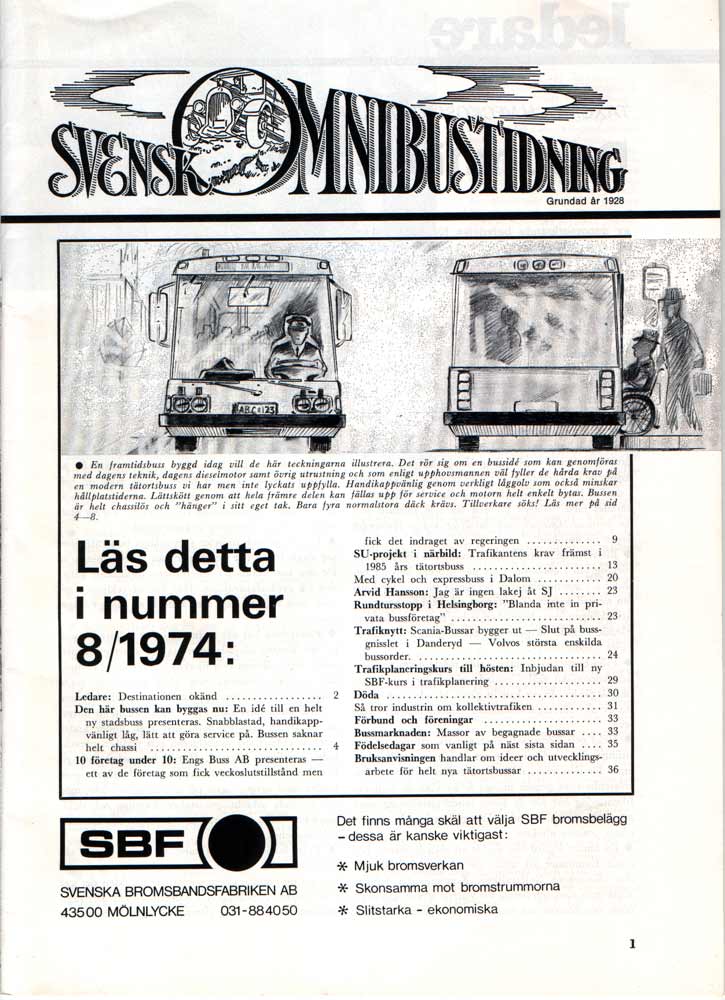 SVENSK OMNIBUSTIDNING
Grundad år 1928
● En framtidsbuss byggd idag vill de här teckningarna illustrera. Det rör sig om en bussidé som kan genomföras
med dagens teknik, dagens dieselmotor samt övrig utrustning och som enligt upphovsmannen väl fyller de hårda krav på
en modern tätortsbuss vi har men inte lyckats uppfylla. Handikappvänlig genom verkligt låggolv som också minskar
hållplatstiderna. Lättskött genom att hela främre delen kan fällas upp för service och motorn helt enkelt bytas. Bussen
är helt chassilös och "hänger" i sitt eget tak. Bara fyra normalstora däck krävs. Tillverkare söks! Läs mer på sid
4—8.
Läs detta
i nummer
8/1974:
Ledare: Destinationen okänd .................. 2
Den här bussen kan byggas nu: En idé till en helt
ny stadsbuss presenteras. Snabblastad, handikapp-
vänligt låg, lätt att göra service på. Bussen saknar
helt chassi .................. 4
10 företag under 10: Engs Buss AB presenteras —
ett av de företag som fick veckoslutstillstånd men
fick det indraget av regeringen .............. 9
SU-projekt i närbild: Trafikantens krav främst i
1985 års tätortsbuss .................. 13
Med cykel och expressbuss i Dalom ............ 20
Arvid Hansson: Jag är ingen lakej åt SJ ........ 23
Rundtursstopp i Helsingborg: "Blanda inte in pri-
vata bussföretag" .................. 23
Trafiknytt: Scania-Bussar bygger ut — Slut på buss-
gnisslet i Danderyd — Volvos största enskilda
bussorder. .................. 24
Trafikplaneringskurs till hösten: Inbjudan till ny
SBF-kurs i trafikplanering .................. 29
Döda .................. 30
Så tror industrin om kollektivtrafiken ............ 31
Förbund och föreningar .................. 33
Bussmarknaden: Massor av begagnade bussar .... 33
Födelsedagar som vanligt på näst sista sidan .... 35
Bruksanvisningen handlar om ideer och utvecklings-
arbete för helt nya tätortsbussar .............. 36
SBF
SVENSKA BROMSBANDSFABRIKEN AB
435 00 MÖLNLYCKE 031-88 40 50
Det finns många skäl att välja SBF bromsbelägg
– dessa är kanske viktigast:
* Mjuk bromsverkan
* Skonsamma mot bromstrummorna
* Slitstarka - ekonomiska
1